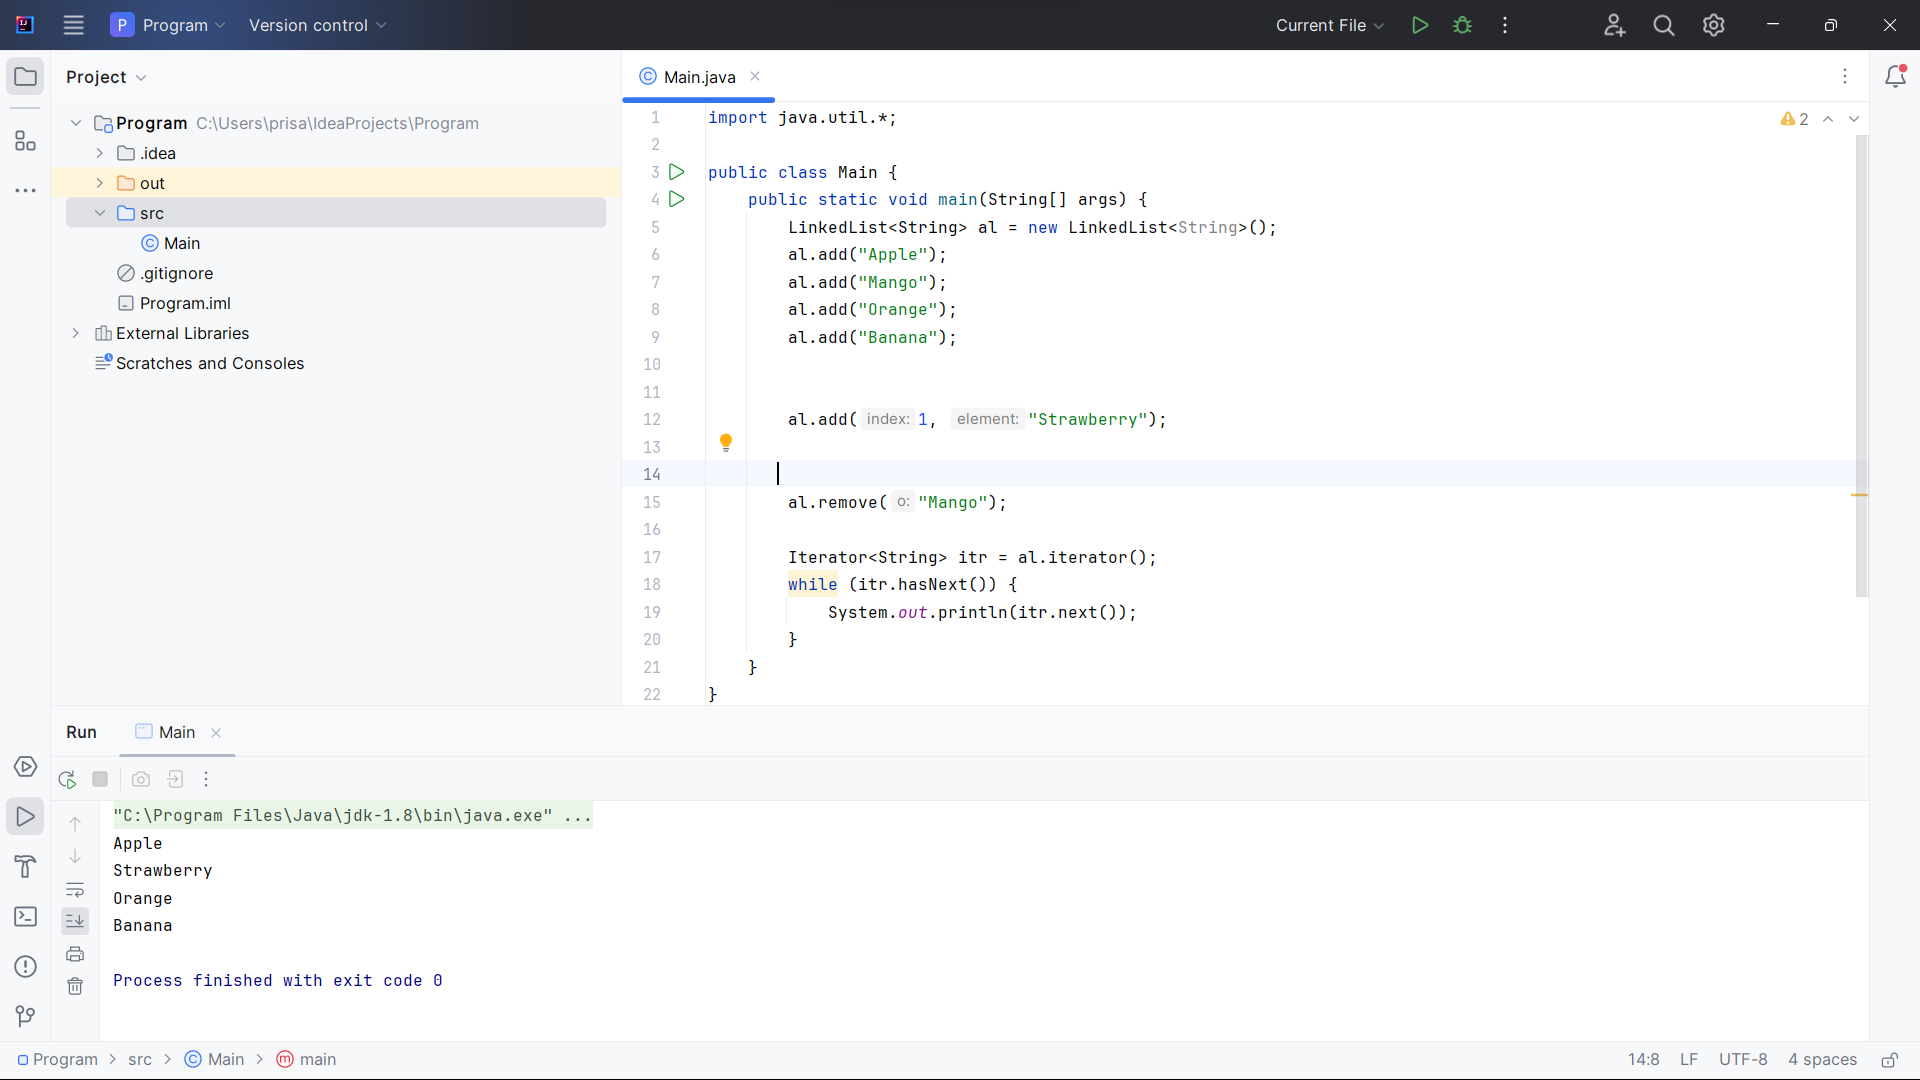 P Program Version control Current File
Project
Main.java
Program C:\Users\prisa\IdeaProjects\Program
.idea
out
src
Main
.gitignore
Program.iml
External Libraries
Scratches and Consoles
2
1 import java.util.*;
2
3 public class Main {
4 public static void main(String[] args) {
5 LinkedList<String> al = new LinkedList<String>();
6 al.add("Apple");
7 al.add("Mango");
8 al.add("Orange");
9 al.add("Banana");
10
11
12 al.add( index: 1, element: "Strawberry");
13
14
15 al.remove( o: "Mango");
16
17 Iterator<String> itr = al.iterator();
18 while (itr.hasNext()) {
19 System.out.println(itr.next());
20 }
21 }
22 }
Run Main
"C:\Program Files\Java\jdk-1.8\bin\java.exe" ...
Apple
Strawberry
Orange
Banana
Process finished with exit code 0
Program > src > Main > main 14:8 LF UTF-8 4 spaces